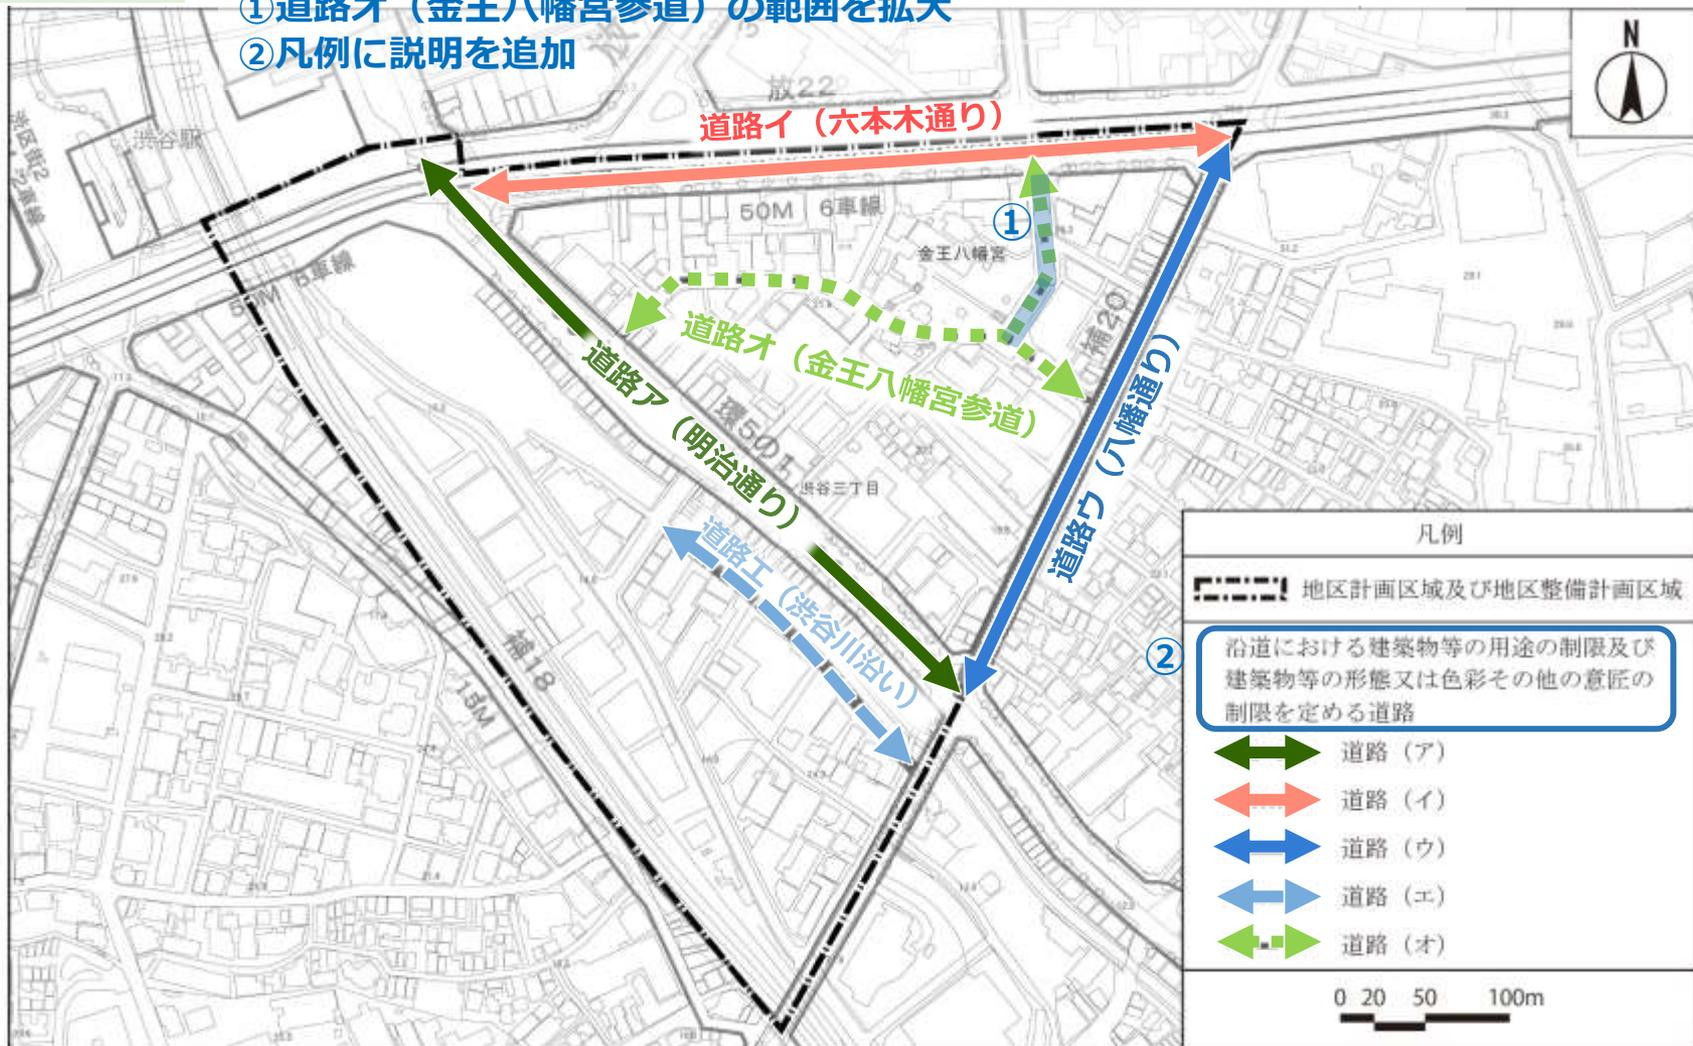 ①道路オ（金王八幡宮参道）の範囲を拡大
②凡例に説明を追加
N
放22
道路イ（六本木通り）
渋谷駅
渋区街2
2車線
50M 6車線
①
金王八幡宮
補20
道路オ（金王八幡宮参道）
道路ア（明治通り）
環5の1
渋谷三丁目
道路ウ（八幡通り）
道路エ（渋谷川沿い）
補18
15M
凡例
地区計画区域及び地区整備計画区域
②
沿道における建築物等の用途の制限及び
建築物等の形態又は色彩その他の意匠の
制限を定める道路
道路（ア）
道路（イ）
道路（ウ）
道路（エ）
道路（オ）
0 20 50 100m